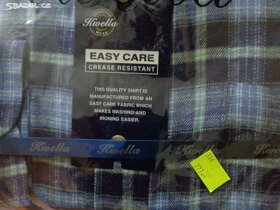 SBAZAR.CZ
Kwella
EASY CARE
CREASE RESISTANT
THIS QUALITY SHIRT IS
MANUFACTURED FROM AN
EASY CARE FABRIC WHICH
MAKES WASHING AND
IRONING EASIER.
Kwella
Kwella